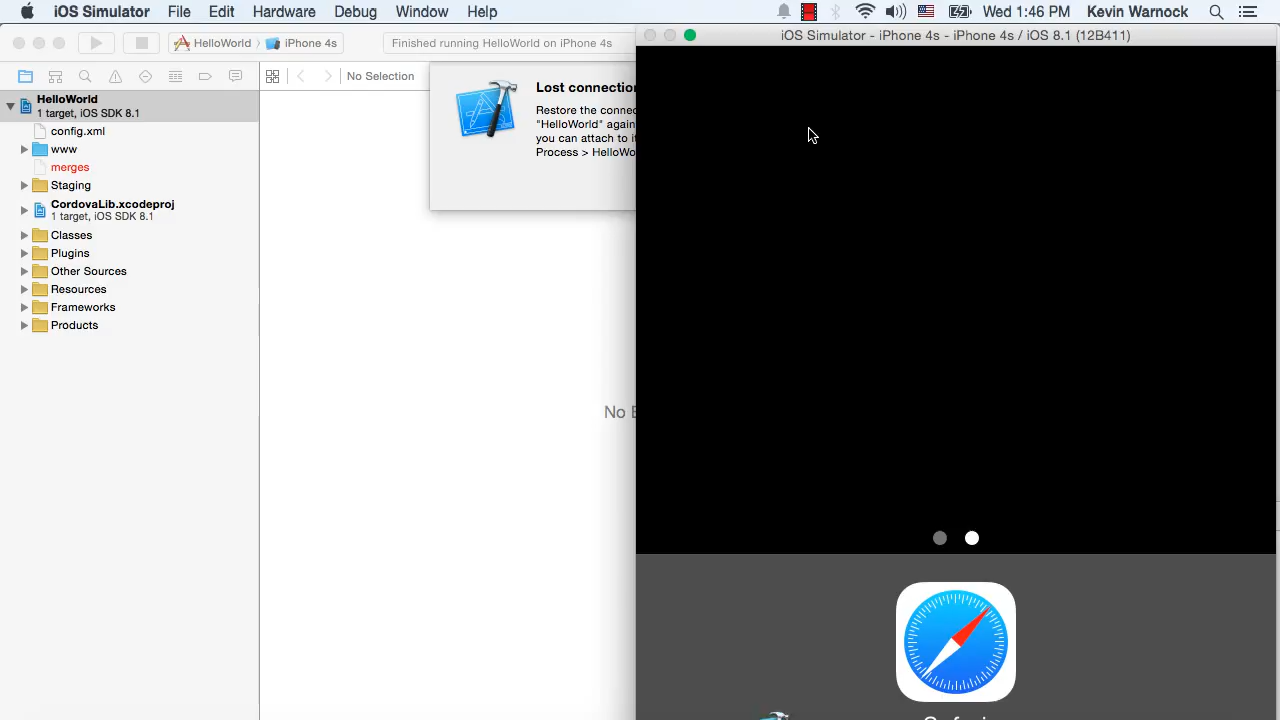 iOS Simulator File Edit Hardware Debug Window Help Wed 1:46 PM Kevin Warnock
HelloWorld iPhone 4s Finished running HelloWorld on iPhone 4s
iOS Simulator - iPhone 4s - iPhone 4s / iOS 8.1 (12B411)
No Selection
HelloWorld
1 target, iOS SDK 8.1
config.xml
www
merges
Staging
CordovaLib.xcodeproj
1 target, iOS SDK 8.1
Classes
Plugins
Other Sources
Resources
Frameworks
Products
Lost connectio
Restore the connec
"HelloWorld" again
you can attach to i
Process > HelloWo
No